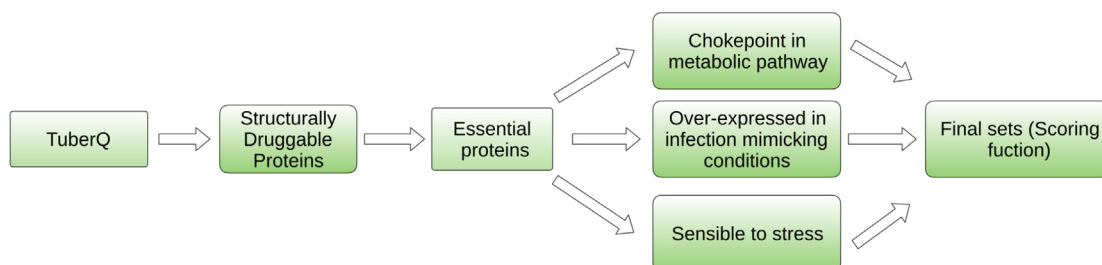 TuberQ
Structurally
Druggable
Proteins
Essential
proteins
Chokepoint in
metabolic pathway
Over-expressed in
infection mimicking
conditions
Sensible to stress
Final sets (Scoring
fuction)